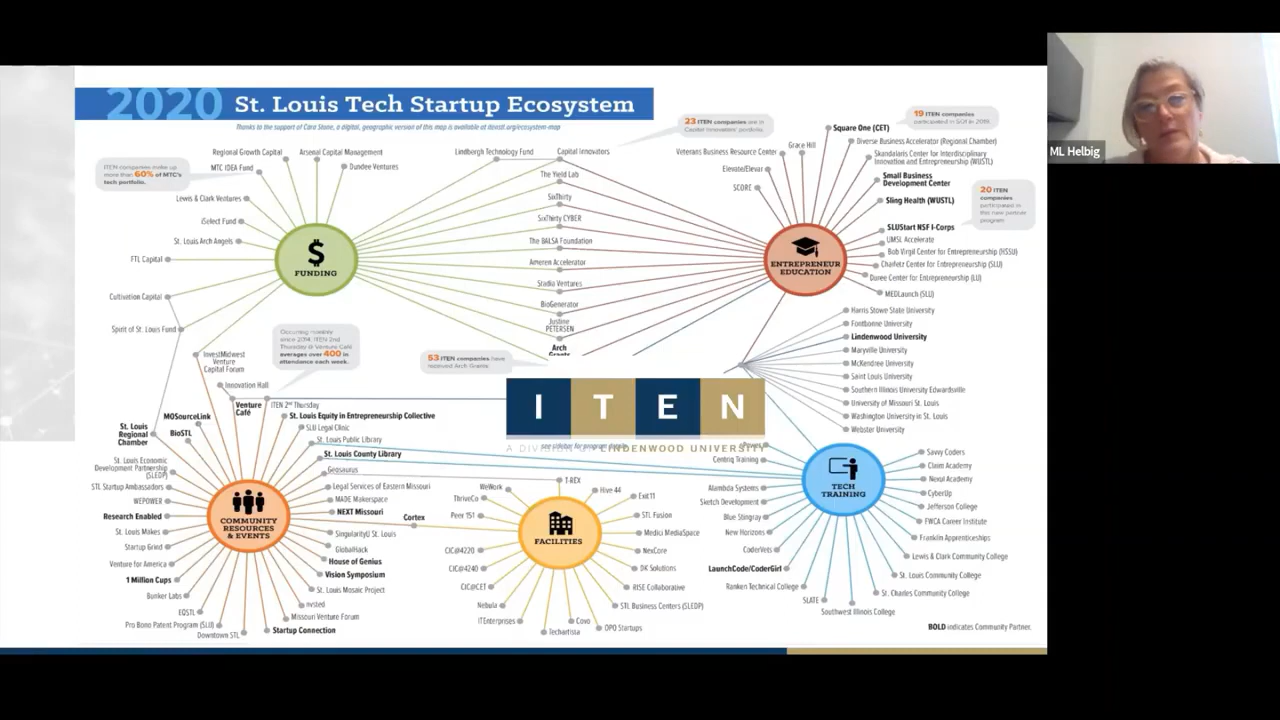 2020 St. Louis Tech Startup Ecosystem
Thanks to the support of Cara Stone, a digital, geographic version of this map is available at downtownstl.org/ecosystem-map
23 ITEN companies are in
Capital Innovators' portfolio.
19 ITEN companies
participated in SQ1 in 2019.
ITEN companies make up
more than 60% of MTC's
tech portfolio.
20 ITEN
companies
participated in
this new partner
program
Regional Growth Capital
Arsenal Capital Management
MTC IDEA Fund
Dundee Ventures
Lewis & Clark Ventures
iSelect Fund
St. Louis Arch Angels
FTL Capital
Cultivation Capital
Spirit of St. Louis Fund
InvestMidwest
Venture
Capital Forum
FUNDING
Lindbergh Technology Fund
Capital Innovators
The Yield Lab
SixThirty
SixThirty CYBER
The BALSA Foundation
Ameren Accelerator
Stadia Ventures
BioGenerator
Justine
PETERSEN
Arch
Grants
53 ITEN companies have
received Arch Grants
Veterans Business Resource Center
Grace Hill
Elevate/Elevar
SCORE
Square One (CET)
Diverse Business Accelerator (Regional Chamber)
Skandalaris Center for Interdisciplinary
Innovation and Entrepreneurship (WUSTL)
Small Business
Development Center
Sling Health (WUSTL)
SLUStart NSF I-Corps
UMSL Accelerate
Bob Virgil Center for Entrepreneurship (HSSU)
Chaifetz Center for Entrepreneurship (SLU)
Duree Center for Entrepreneurship (LU)
MEDLaunch (SLU)
ENTREPRENEUR
EDUCATION
Harris Stowe State University
Fontbonne University
Lindenwood University
Maryville University
McKendree University
Saint Louis University
Southern Illinois University Edwardsville
University of Missouri St. Louis
Washington University in St. Louis
Webster University
Occurring monthly
since 2014, ITEN 2nd
Thursday @ Venture Café
averages over 400 in
attendance each week.
Innovation Hall
Venture
Café
ITEN 2nd Thursday
MOSourceLink
BioSTL
St. Louis
Regional
Chamber
St. Louis Economic
Development Partnership
(SLEDP)
STL Startup Ambassadors
WEPOWER
Research Enabled
St. Louis Makes
Startup Grind
Venture for America
1 Million Cups
Bunker Labs
EQSTL
Pro Bono Patent Program (SLU)
Downtown STL
St. Louis Equity in Entrepreneurship Collective
SLU Legal Clinic
St. Louis Public Library
St. Louis County Library
Geosaurus
Legal Services of Eastern Missouri
MADE Makerspace
NEXT Missouri
SingularityU St. Louis
GlobalHack
House of Genius
Vision Symposium
St. Louis Mosaic Project
nvsted
Missouri Venture Forum
Startup Connection
COMMUNITY
RESOURCES
& EVENTS
ITEN
see sidebar for program details
A DIVISION OF LINDENWOOD UNIVERSITY
Cortex
T-REX
WeWork
Hive 44
ThriveCo
Exit11
Peer 151
STL Fusion
Medici MediaSpace
CIC@4220
NexCore
CIC@4240
DK Solutions
CIC@CET
RISE Collaborative
Nebula
STL Business Centers (SLEDP)
ITEnterprises
Covo
OPO Startups
Techartista
FACILITIES
Centriq Training
Alambda Systems
Sketch Development
Blue Stingray
New Horizons
CoderVets
LaunchCode/CoderGirl
Ranken Technical College
SLATE
Southwest Illinois College
Savvy Coders
Claim Academy
Nexul Academy
CyberUp
Jefferson College
FWCA Career Institute
Franklin Apprenticeships
Lewis & Clark Community College
St. Louis Community College
St. Charles Community College
TECH
TRAINING
BOLD indicates Community Partner.
ML Helbig